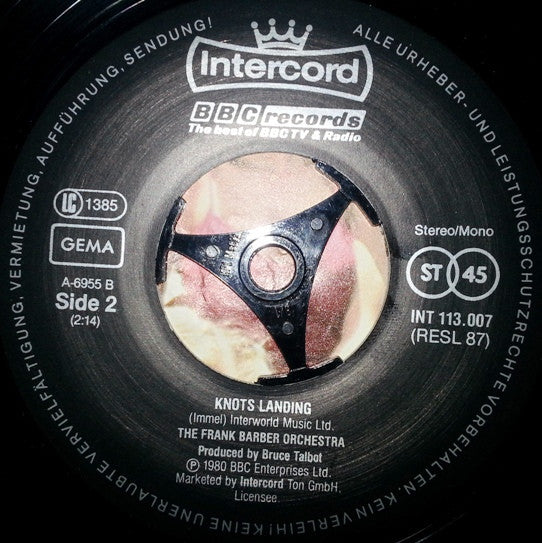 ALLE URHEBER- UND LEISTUNGSSCHUTZRECHTE VORBEHALTEN. KEIN VERLEIH! KEINE UNERLAUBTE VERVIELFÄLTIGUNG, VERMIETUNG, AUFFÜHRUNG, SENDUNG!
Intercord
BBC records
The best of BBC TV & Radio
LC 1385
GEMA
A-6955 B
Side 2
(2:14)
Stereo/Mono
ST 45
INT 113.007
(RESL 87)
KNOTS LANDING
(Immel) Interworld Music Ltd.
THE FRANK BARBER ORCHESTRA
Produced by Bruce Talbot
℗ 1980 BBC Enterprises Ltd.
Marketed by Intercord Ton GmbH,
Licensee.